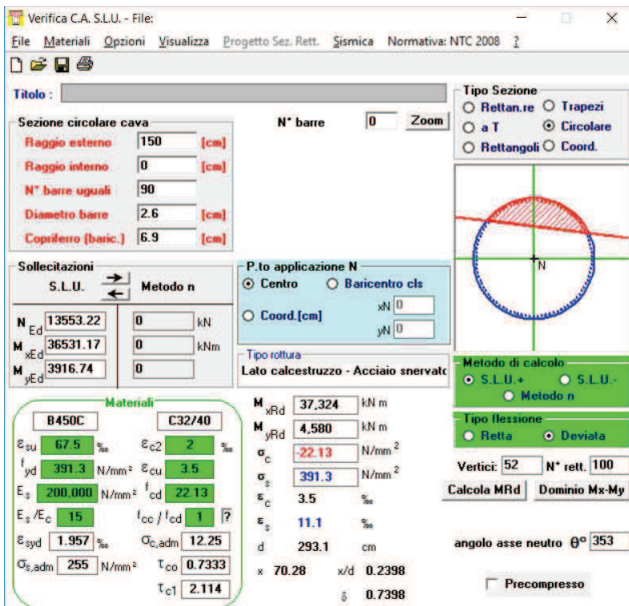 Verifica C.A. S.L.U. - File:
File Materiali Opzioni Visualizza Progetto Sez. Rett. Sismica Normativa: NTC 2008 ?
Titolo :
N° barre 0 Zoom
Tipo Sezione
Rettan.re Trapezi
a T Circolare
Rettangoli Coord.
Sezione circolare cava
Raggio esterno 150 [cm]
Raggio interno 0 [cm]
N° barre uguali 90
Diametro barre 2.6 [cm]
Copriferro (baric.) 6.9 [cm]
N
Sollecitazioni
S.L.U. Metodo n
N Ed 13553.22 0 kN
M xEd 36531.17 0 kNm
M yEd 3916.74 0
P.to applicazione N
Centro Baricentro cls
Coord.[cm] xN 0
yN 0
Tipo rottura
Lato calcestruzzo - Acciaio snervato
Metodo di calcolo
S.L.U.+ S.L.U.-
Metodo n
Tipo flessione
Retta Deviata
Vertici: 52 N° rett. 100
Calcola MRd Dominio Mx-My
angolo asse neutro θ° 353
Precompresso
Materiali
B450C C32/40
εsu 67.5 ‰ εc2 2 ‰
fyd 391.3 N/mm² εcu 3.5
Es 200,000 N/mm² fcd 22.13
Es /Ec 15 fcc / fcd 1 ?
εsyd 1.957 ‰ σc,adm 12.25
σs,adm 255 N/mm² τco 0.7333
τc1 2.114
M xRd 37,324 kN m
M yRd 4,580 kN m
σc -22.13 N/mm²
σs 391.3 N/mm²
εc 3.5 ‰
εs 11.1 ‰
d 293.1 cm
x 70.28 x/d 0.2398
δ 0.7398